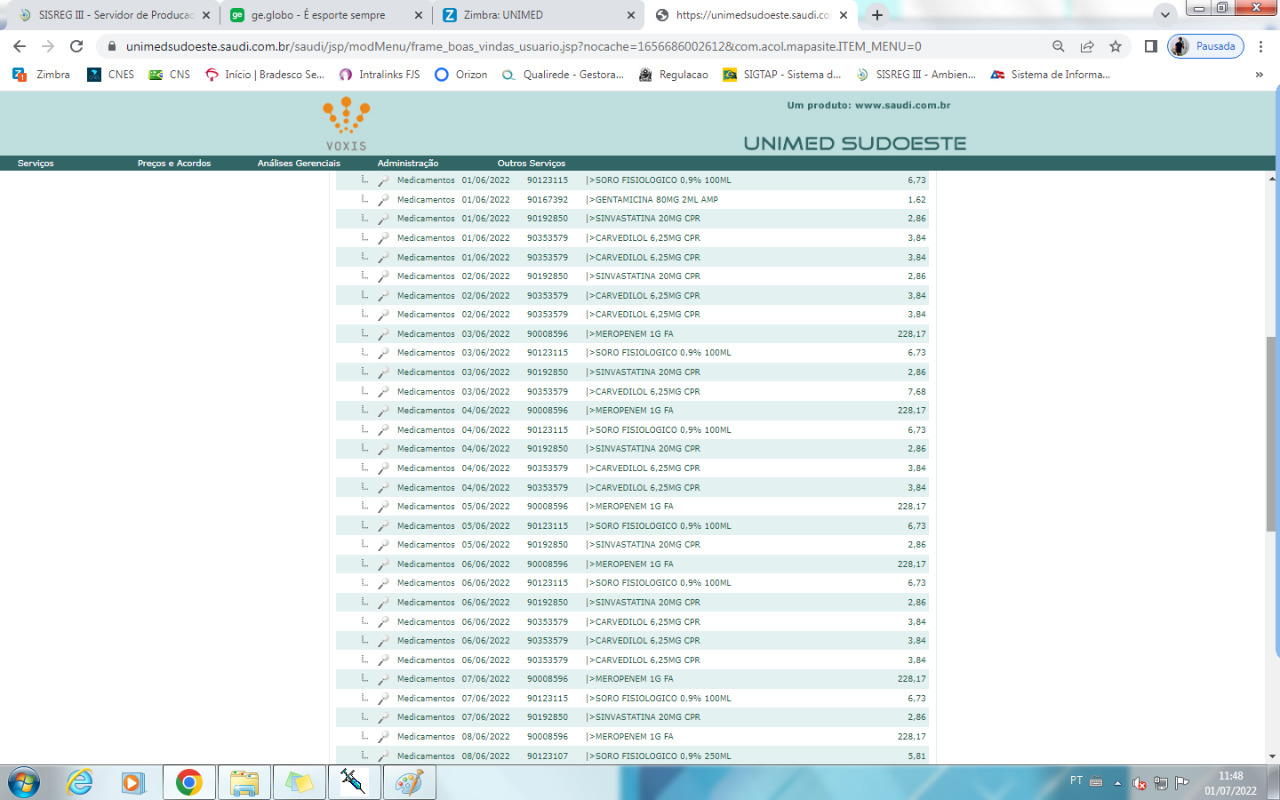 SISREG III - Servidor de Producao
ge.globo - É esporte sempre
Zimbra: UNIMED
https://unimedsudoeste.saudi.co
unimedsudoeste.saudi.com.br/saudi/jsp/modMenu/frame_boas_vindas_usuario.jsp?nocache=1656686002612&com.acol.mapasite.ITEM_MENU=0
Pausada
Zimbra CNES CNS Início | Bradesco Se... Intralinks FJS Orizon Qualirede - Gestora... Regulacao SIGTAP - Sistema d... SISREG III - Ambien... Sistema de Informa... »
Um produto: www.saudi.com.br
VOXIS
UNIMED SUDOESTE
Serviços Preços e Acordos Análises Gerenciais Administração Outros Serviços
Medicamentos 01/06/2022 90123115 |>SORO FISIOLOGICO 0,9% 100ML 6,73
Medicamentos 01/06/2022 90167392 |>GENTAMICINA 80MG 2ML AMP 1,62
Medicamentos 01/06/2022 90192850 |>SINVASTATINA 20MG CPR 2,86
Medicamentos 01/06/2022 90353579 |>CARVEDILOL 6,25MG CPR 3,84
Medicamentos 01/06/2022 90353579 |>CARVEDILOL 6,25MG CPR 3,84
Medicamentos 02/06/2022 90192850 |>SINVASTATINA 20MG CPR 2,86
Medicamentos 02/06/2022 90353579 |>CARVEDILOL 6,25MG CPR 3,84
Medicamentos 02/06/2022 90353579 |>CARVEDILOL 6,25MG CPR 3,84
Medicamentos 03/06/2022 90008596 |>MEROPENEM 1G FA 228,17
Medicamentos 03/06/2022 90123115 |>SORO FISIOLOGICO 0,9% 100ML 6,73
Medicamentos 03/06/2022 90192850 |>SINVASTATINA 20MG CPR 2,86
Medicamentos 03/06/2022 90353579 |>CARVEDILOL 6,25MG CPR 7,68
Medicamentos 04/06/2022 90008596 |>MEROPENEM 1G FA 228,17
Medicamentos 04/06/2022 90123115 |>SORO FISIOLOGICO 0,9% 100ML 6,73
Medicamentos 04/06/2022 90192850 |>SINVASTATINA 20MG CPR 2,86
Medicamentos 04/06/2022 90353579 |>CARVEDILOL 6,25MG CPR 3,84
Medicamentos 04/06/2022 90353579 |>CARVEDILOL 6,25MG CPR 3,84
Medicamentos 05/06/2022 90008596 |>MEROPENEM 1G FA 228,17
Medicamentos 05/06/2022 90123115 |>SORO FISIOLOGICO 0,9% 100ML 6,73
Medicamentos 05/06/2022 90192850 |>SINVASTATINA 20MG CPR 2,86
Medicamentos 06/06/2022 90008596 |>MEROPENEM 1G FA 228,17
Medicamentos 06/06/2022 90123115 |>SORO FISIOLOGICO 0,9% 100ML 6,73
Medicamentos 06/06/2022 90192850 |>SINVASTATINA 20MG CPR 2,86
Medicamentos 06/06/2022 90353579 |>CARVEDILOL 6,25MG CPR 3,84
Medicamentos 06/06/2022 90353579 |>CARVEDILOL 6,25MG CPR 3,84
Medicamentos 06/06/2022 90353579 |>CARVEDILOL 6,25MG CPR 3,84
Medicamentos 07/06/2022 90008596 |>MEROPENEM 1G FA 228,17
Medicamentos 07/06/2022 90123115 |>SORO FISIOLOGICO 0,9% 100ML 6,73
Medicamentos 07/06/2022 90192850 |>SINVASTATINA 20MG CPR 2,86
Medicamentos 08/06/2022 90008596 |>MEROPENEM 1G FA 228,17
Medicamentos 08/06/2022 90123107 |>SORO FISIOLOGICO 0,9% 250ML 5,81
PT
11:48
01/07/2022